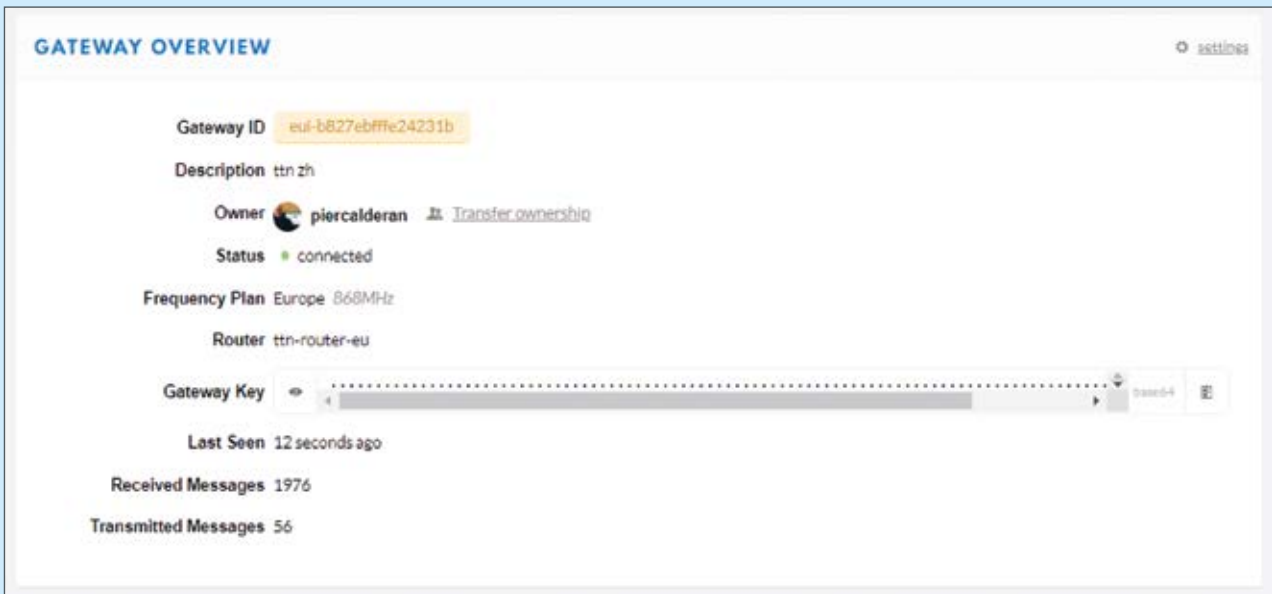 GATEWAY OVERVIEW settings
Gateway ID eui-b827ebfffe24231b
Description ttn zh
Owner piercalderan Transfer ownership
Status connected
Frequency Plan Europe 868MHz
Router ttn-router-eu
Gateway Key base64
Last Seen 12 seconds ago
Received Messages 1976
Transmitted Messages 56